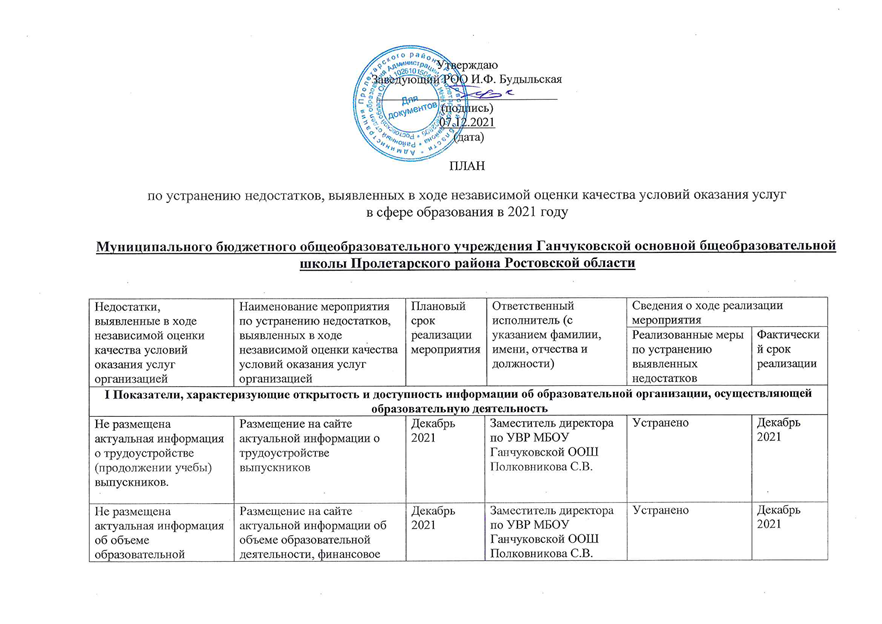 Утверждаю
Заведующий РОО И.Ф. Будыльская
(подпись)
07.12.2021
(дата)
Для
документов
ПЛАН
по устранению недостатков, выявленных в ходе независимой оценки качества условий оказания услуг
в сфере образования в 2021 году
Муниципального бюджетного общеобразовательного учреждения Ганчуковской основной бщеобразовательной
школы Пролетарского района Ростовской области
Недостатки,
выявленные в ходе
независимой оценки
качества условий
оказания услуг
организацией
Наименование мероприятия
по устранению недостатков,
выявленных в ходе
независимой оценки качества
условий оказания услуг
организацией
Плановый
срок
реализации
мероприятия
Ответственный
исполнитель (с
указанием фамилии,
имени, отчества и
должности)
Сведения о ходе реализации
мероприятия
Реализованные меры
по устранению
выявленных
недостатков
Фактически
й срок
реализации
I Показатели, характеризующие открытость и доступность информации об образовательной организации, осуществляющей
образовательную деятельность
Не размещена
актуальная информация
о трудоустройстве
(продолжении учебы)
выпускников.
Размещение на сайте
актуальной информации о
трудоустройстве
выпускников
Декабрь
2021
Заместитель директора
по УВР МБОУ
Ганчуковской ООШ
Полковникова С.В.
Устранено
Декабрь
2021
Не размещена
актуальная информация
об объеме
образовательной
Размещение на сайте
актуальной информации об
объеме образовательной
деятельности, финансовое
Декабрь
2021
Заместитель директора
по УВР МБОУ
Ганчуковской ООШ
Полковникова С.В.
Устранено
Декабрь
2021